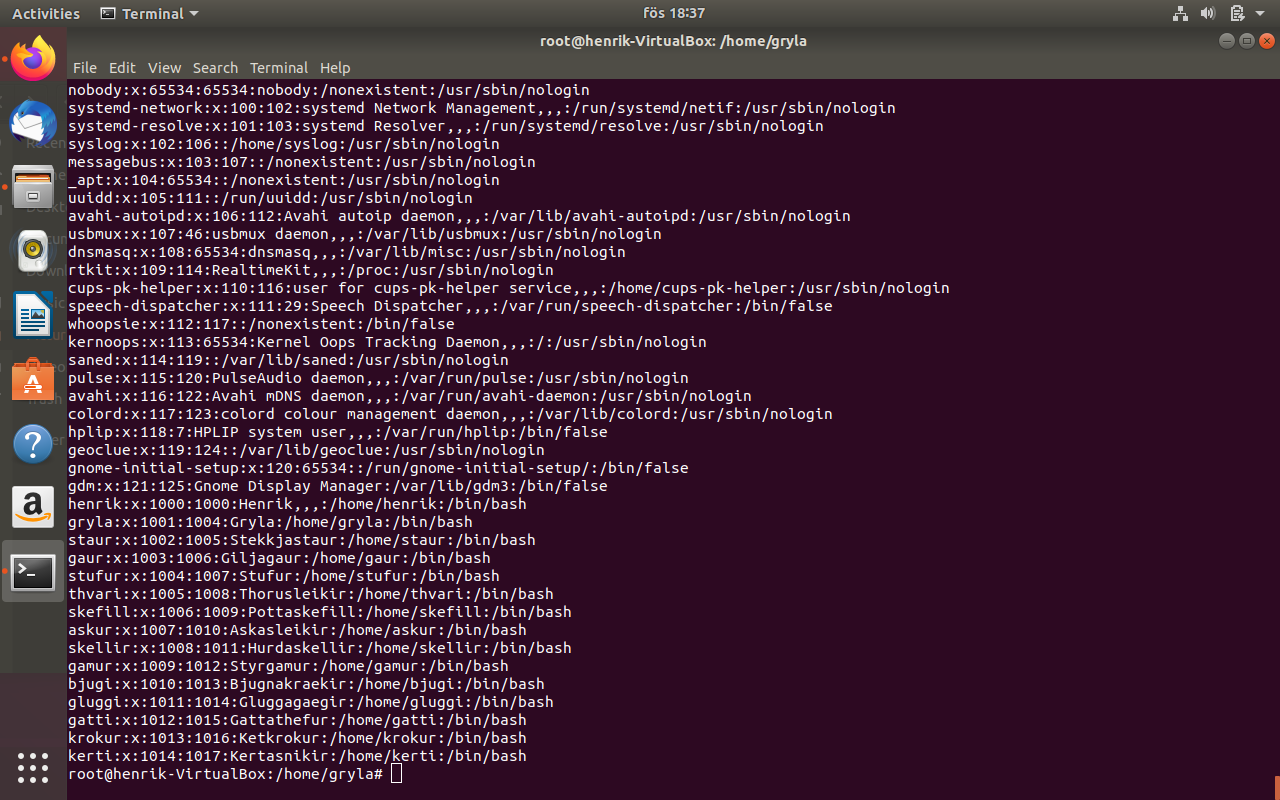 Activities Terminal fös 18:37
root@henrik-VirtualBox: /home/gryla
File Edit View Search Terminal Help
nobody:x:65534:65534:nobody:/nonexistent:/usr/sbin/nologin
systemd-network:x:100:102:systemd Network Management,,,:/run/systemd/netif:/usr/sbin/nologin
systemd-resolve:x:101:103:systemd Resolver,,,:/run/systemd/resolve:/usr/sbin/nologin
syslog:x:102:106::/home/syslog:/usr/sbin/nologin
messagebus:x:103:107::/nonexistent:/usr/sbin/nologin
_apt:x:104:65534::/nonexistent:/usr/sbin/nologin
uuidd:x:105:111::/run/uuidd:/usr/sbin/nologin
avahi-autoipd:x:106:112:Avahi autoip daemon,,,:/var/lib/avahi-autoipd:/usr/sbin/nologin
usbmux:x:107:46:usbmux daemon,,,:/var/lib/usbmux:/usr/sbin/nologin
dnsmasq:x:108:65534:dnsmasq,,,:/var/lib/misc:/usr/sbin/nologin
rtkit:x:109:114:RealtimeKit,,,:/proc:/usr/sbin/nologin
cups-pk-helper:x:110:116:user for cups-pk-helper service,,,:/home/cups-pk-helper:/usr/sbin/nologin
speech-dispatcher:x:111:29:Speech Dispatcher,,,:/var/run/speech-dispatcher:/bin/false
whoopsie:x:112:117::/nonexistent:/bin/false
kernoops:x:113:65534:Kernel Oops Tracking Daemon,,,:/:/usr/sbin/nologin
saned:x:114:119::/var/lib/saned:/usr/sbin/nologin
pulse:x:115:120:PulseAudio daemon,,,:/var/run/pulse:/usr/sbin/nologin
avahi:x:116:122:Avahi mDNS daemon,,,:/var/run/avahi-daemon:/usr/sbin/nologin
colord:x:117:123:colord colour management daemon,,,:/var/lib/colord:/usr/sbin/nologin
hplip:x:118:7:HPLIP system user,,,:/var/run/hplip:/bin/false
geoclue:x:119:124::/var/lib/geoclue:/usr/sbin/nologin
gnome-initial-setup:x:120:65534::/run/gnome-initial-setup/:/bin/false
gdm:x:121:125:Gnome Display Manager:/var/lib/gdm3:/bin/false
henrik:x:1000:1000:Henrik,,,:/home/henrik:/bin/bash
gryla:x:1001:1004:Gryla:/home/gryla:/bin/bash
staur:x:1002:1005:Stekkjastaur:/home/staur:/bin/bash
gaur:x:1003:1006:Giljagaur:/home/gaur:/bin/bash
stufur:x:1004:1007:Stufur:/home/stufur:/bin/bash
thvari:x:1005:1008:Thorusleikir:/home/thvari:/bin/bash
skefill:x:1006:1009:Pottaskefill:/home/skefill:/bin/bash
askur:x:1007:1010:Askasleikir:/home/askur:/bin/bash
skellir:x:1008:1011:Hurdaskellir:/home/skellir:/bin/bash
gamur:x:1009:1012:Styrgamur:/home/gamur:/bin/bash
bjugi:x:1010:1013:Bjugnakraekir:/home/bjugi:/bin/bash
gluggi:x:1011:1014:Gluggagaegir:/home/gluggi:/bin/bash
gatti:x:1012:1015:Gattathefur:/home/gatti:/bin/bash
krokur:x:1013:1016:Ketkrokur:/home/krokur:/bin/bash
kerti:x:1014:1017:Kertasnikir:/home/kerti:/bin/bash
root@henrik-VirtualBox:/home/gryla#